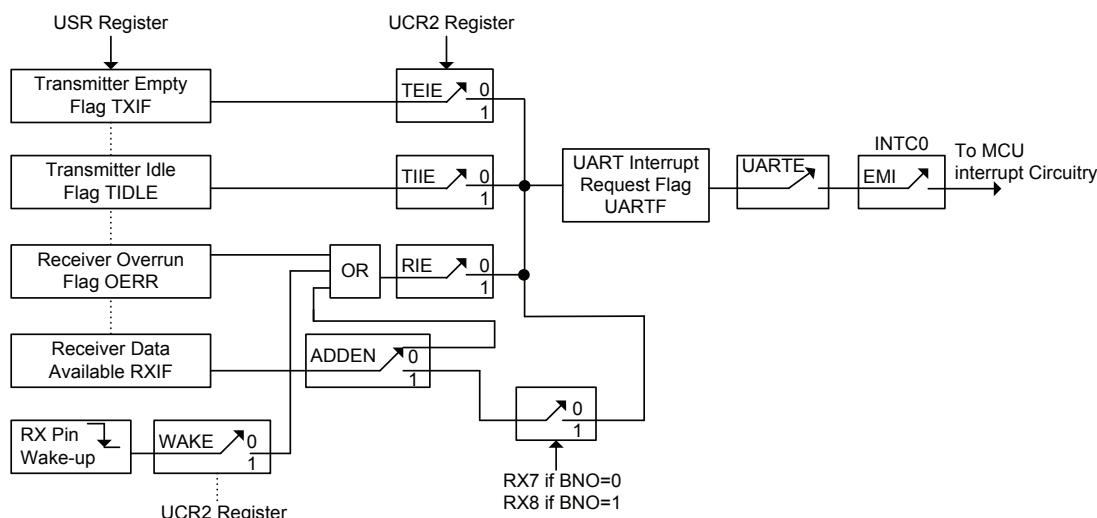 USR Register
UCR2 Register
Transmitter Empty
Flag TXIF
TEIE
0
1
Transmitter Idle
Flag TIDLE
TIIE
0
1
UART Interrupt
Request Flag
UARTF
UARTE
INTC0
EMI
To MCU
interrupt Circuitry
Receiver Overrun
Flag OERR
OR
RIE
0
1
Receiver Data
Available RXIF
ADDEN
0
1
0
1
RX Pin
Wake-up
WAKE
0
1
RX7 if BNO=0
RX8 if BNO=1
UCR2 Register